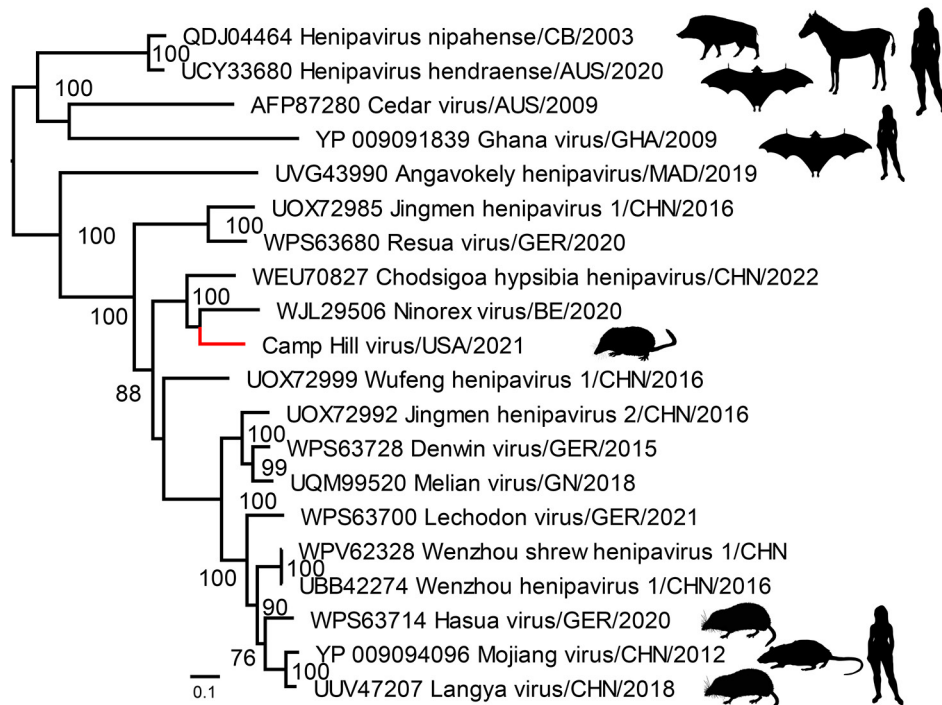 QDJ04464 Henipavirus nipahense/CB/2003
100
UCY33680 Henipavirus hendraense/AUS/2020
100
AFP87280 Cedar virus/AUS/2009
YP 009091839 Ghana virus/GHA/2009
UVG43990 Angavokely henipavirus/MAD/2019
UOX72985 Jingmen henipavirus 1/CHN/2016
100
100
WPS63680 Resua virus/GER/2020
WEU70827 Chodsigoa hypsibia henipavirus/CHN/2022
100
WJL29506 Ninorex virus/BE/2020
100
Camp Hill virus/USA/2021
UOX72999 Wufeng henipavirus 1/CHN/2016
88
UOX72992 Jingmen henipavirus 2/CHN/2016
100
WPS63728 Denwin virus/GER/2015
99
UQM99520 Melian virus/GN/2018
100
WPS63700 Lechodon virus/GER/2021
WPV62328 Wenzhou shrew henipavirus 1/CHN
100
100
UBB42274 Wenzhou henipavirus 1/CHN/2016
90
WPS63714 Hasua virus/GER/2020
76
YP 009094096 Mojiang virus/CHN/2012
100
UUV47207 Langya virus/CHN/2018
0.1